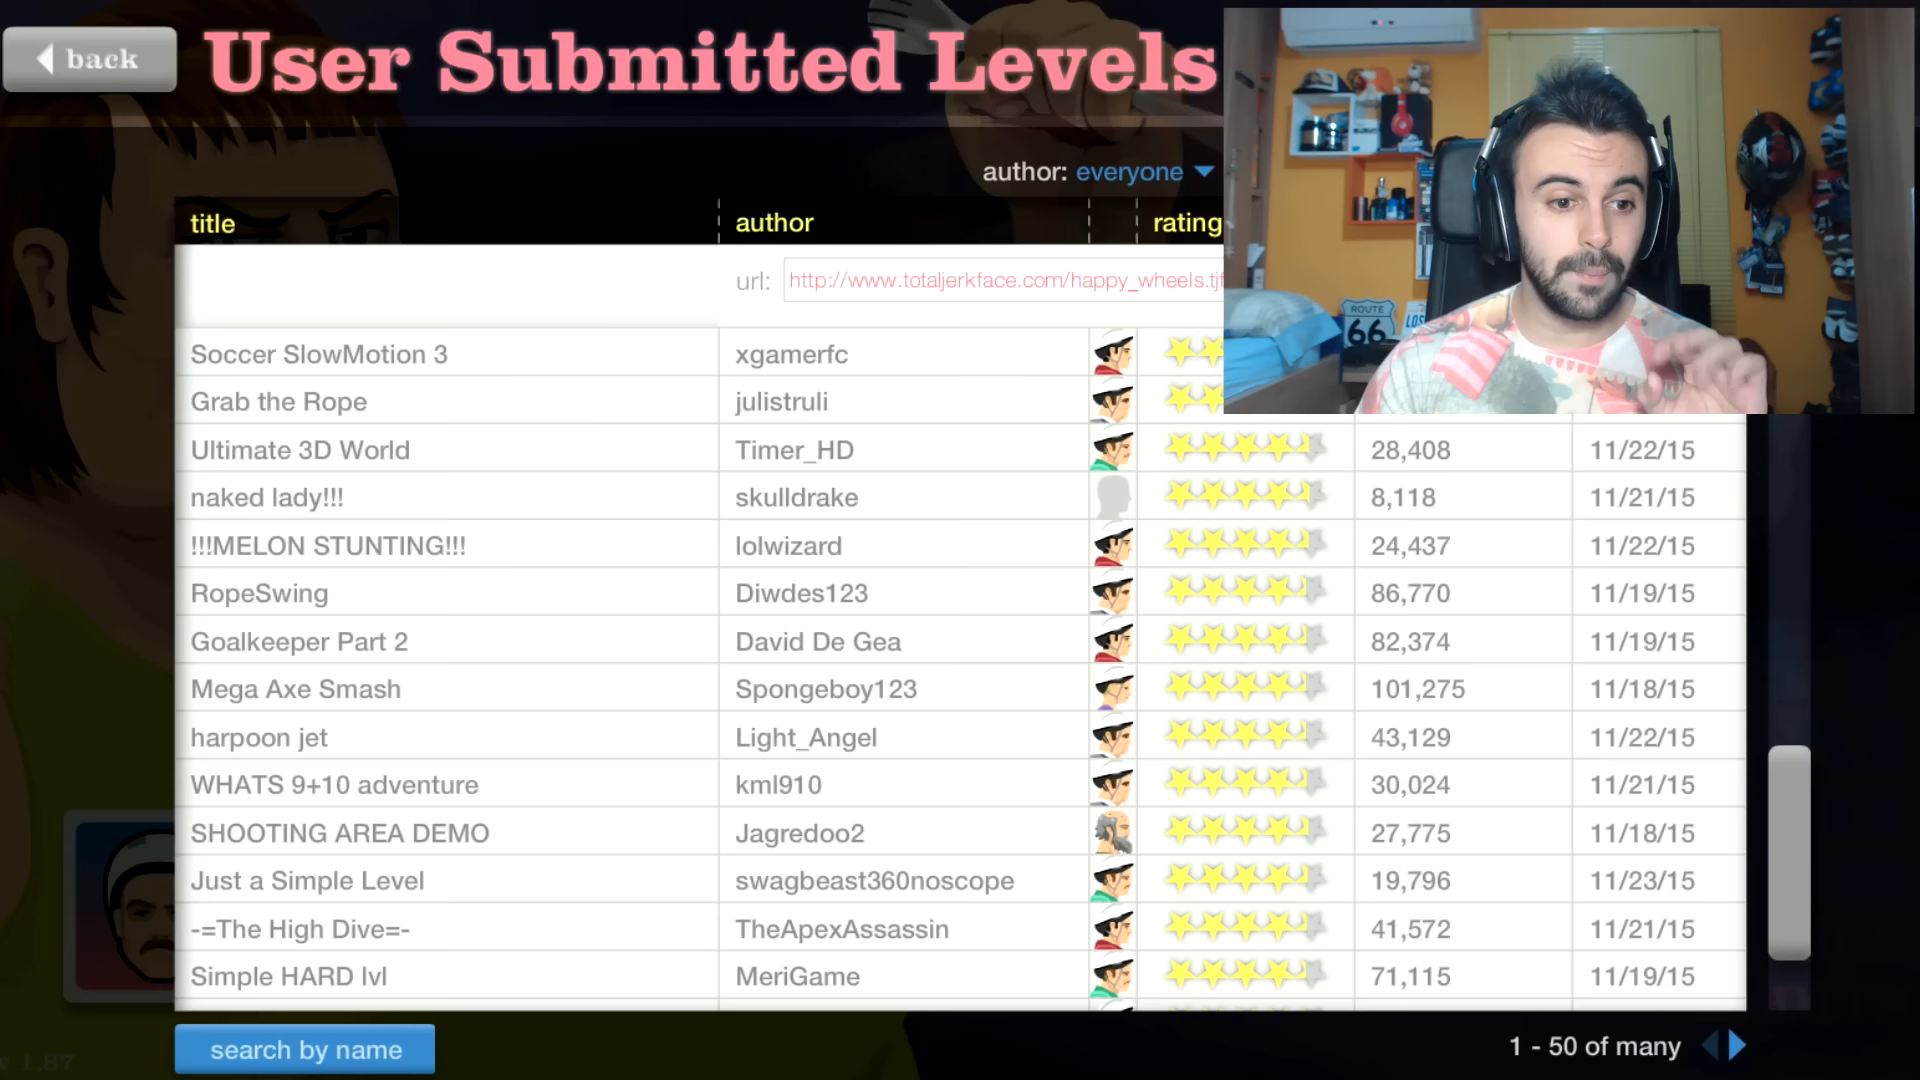 back
User Submitted Levels
author: everyone
title author rating
url: http://www.totaljerkface.com/happy_wheels.tjf
ROUTE
66
LOS
Soccer SlowMotion 3 xgamerfc
Grab the Rope julistruli
Ultimate 3D World Timer_HD 28,408 11/22/15
naked lady!!! skulldrake 8,118 11/21/15
!!!MELON STUNTING!!! lolwizard 24,437 11/22/15
RopeSwing Diwdes123 86,770 11/19/15
Goalkeeper Part 2 David De Gea 82,374 11/19/15
Mega Axe Smash Spongeboy123 101,275 11/18/15
harpoon jet Light_Angel 43,129 11/22/15
WHATS 9+10 adventure kml910 30,024 11/21/15
SHOOTING AREA DEMO Jagredoo2 27,775 11/18/15
Just a Simple Level swagbeast360noscope 19,796 11/23/15
-=The High Dive=- TheApexAssassin 41,572 11/21/15
Simple HARD lvl MeriGame 71,115 11/19/15
search by name 1 - 50 of many
v 1.87